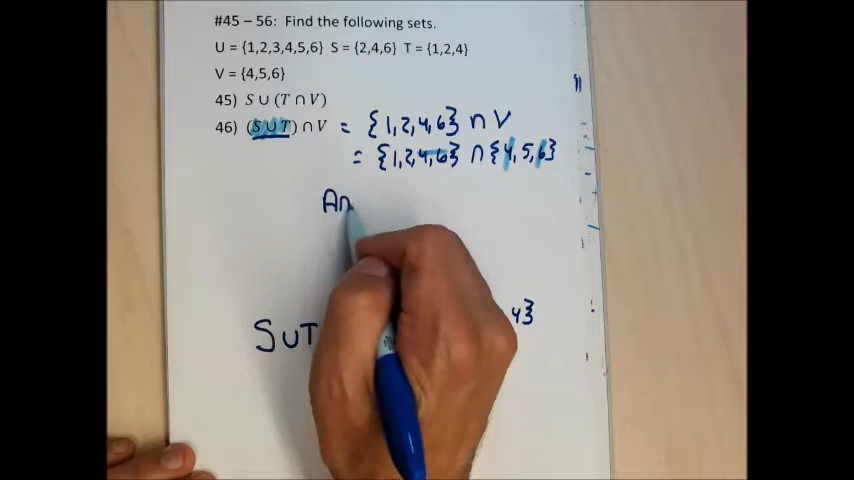 #45 – 56: Find the following sets.
U = {1,2,3,4,5,6} S = {2,4,6} T = {1,2,4}
V = {4,5,6}
45) S ∪ (T ∩ V)
46) (S ∪ T) ∩ V = {1,2,4,6} ∩ V
= {1,2,4,6} ∩ {4,5,6}
An
S∪T 4}